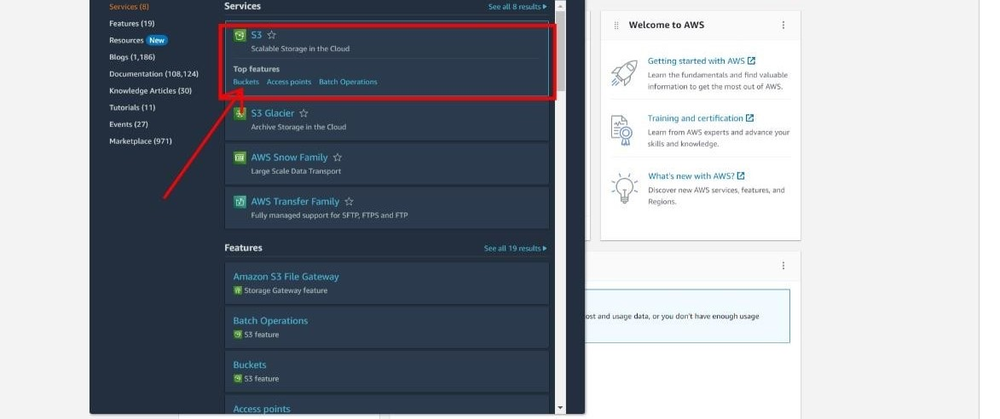 Services (8)
Features (19)
Resources New
Blogs (1,186)
Documentation (108,124)
Knowledge Articles (30)
Tutorials (11)
Events (27)
Marketplace (971)
Services
See all 8 results
S3
Scalable Storage in the Cloud
Top features
Buckets Access points Batch Operations
S3 Glacier
Archive Storage in the Cloud
AWS Snow Family
Large Scale Data Transport
AWS Transfer Family
Fully managed support for SFTP, FTPS and FTP
Features
See all 19 results
Amazon S3 File Gateway
Storage Gateway feature
Batch Operations
S3 feature
Buckets
S3 feature
Access points
Welcome to AWS
Getting started with AWS
Learn the fundamentals and find valuable
information to get the most out of AWS.
Training and certification
Learn from AWS experts and advance your
skills and knowledge.
What's new with AWS?
Discover new AWS services, features, and
Regions.
ost and usage data, or you don't have enough usage